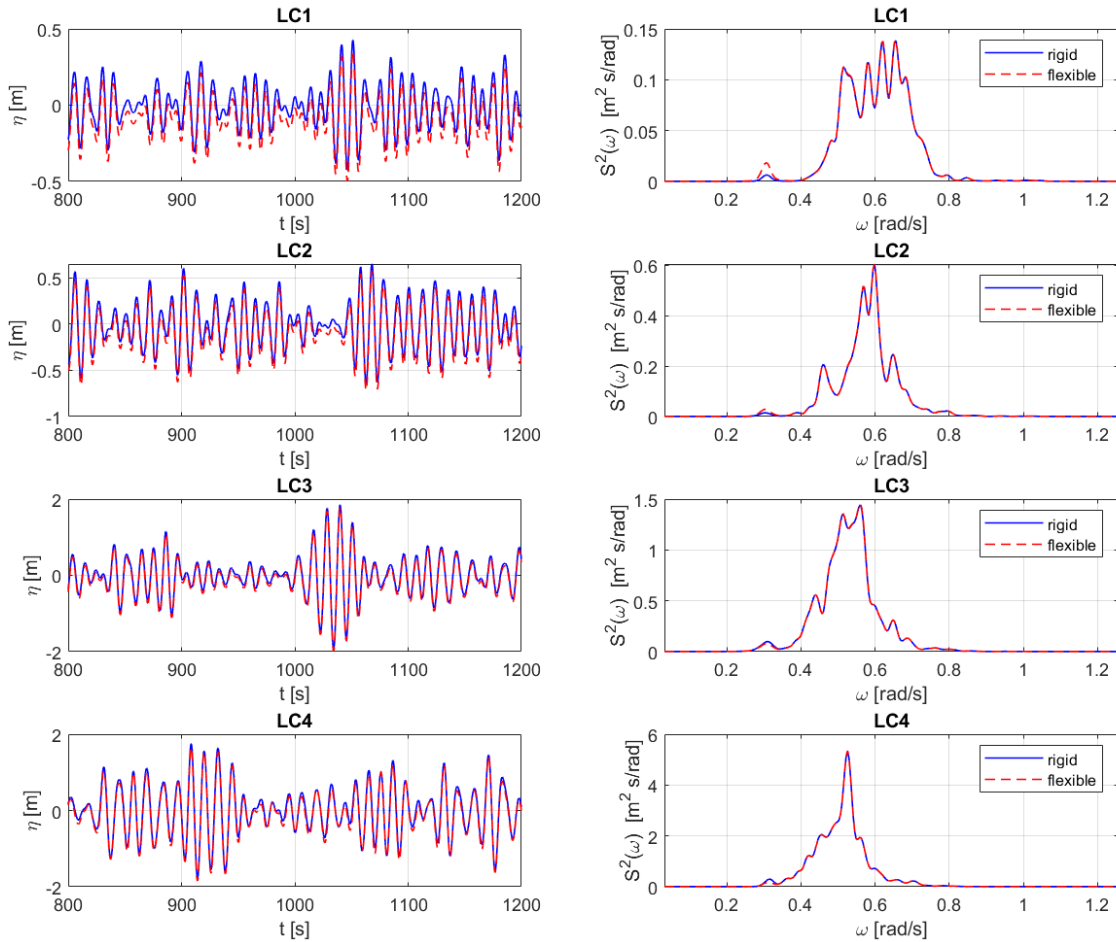 LC1
0.5
0
-0.5
η [m]
800 900 1000 1100 1200
t [s]
LC1
0.15
0.1
0.05
0
S²(ω) [m² s/rad]
0.2 0.4 0.6 0.8 1 1.2
ω [rad/s]
rigid
flexible
LC2
0.5
0
-0.5
-1
η [m]
800 900 1000 1100 1200
t [s]
LC2
0.6
0.4
0.2
0
S²(ω) [m² s/rad]
0.2 0.4 0.6 0.8 1 1.2
ω [rad/s]
rigid
flexible
LC3
2
0
-2
η [m]
800 900 1000 1100 1200
t [s]
LC3
1.5
1
0.5
0
S²(ω) [m² s/rad]
0.2 0.4 0.6 0.8 1 1.2
ω [rad/s]
rigid
flexible
LC4
2
0
-2
η [m]
800 900 1000 1100 1200
t [s]
LC4
6
4
2
0
S²(ω) [m² s/rad]
0.2 0.4 0.6 0.8 1 1.2
ω [rad/s]
rigid
flexible